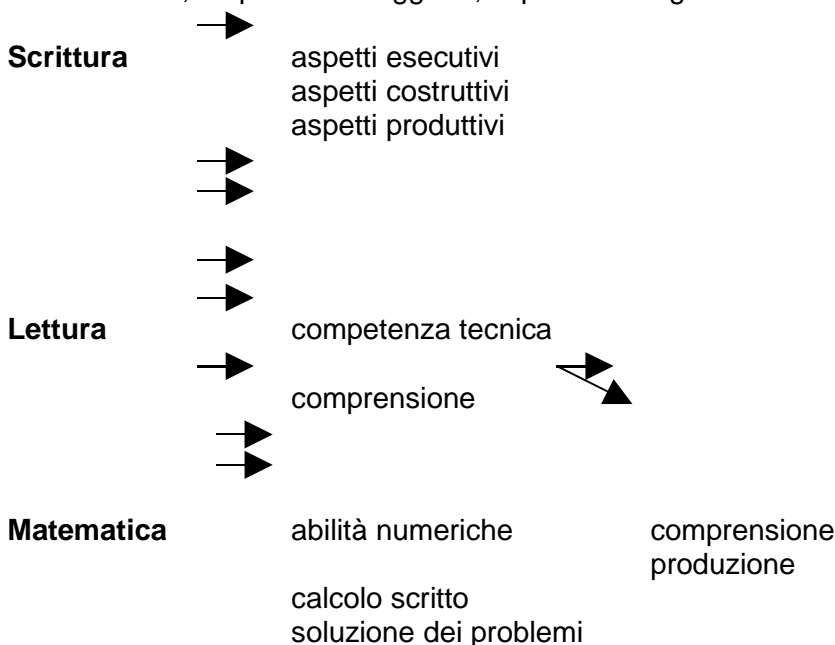 Scrittura aspetti esecutivi
aspetti costruttivi
aspetti produttivi
Lettura competenza tecnica
comprensione
Matematica abilità numeriche comprensione
produzione
calcolo scritto
soluzione dei problemi